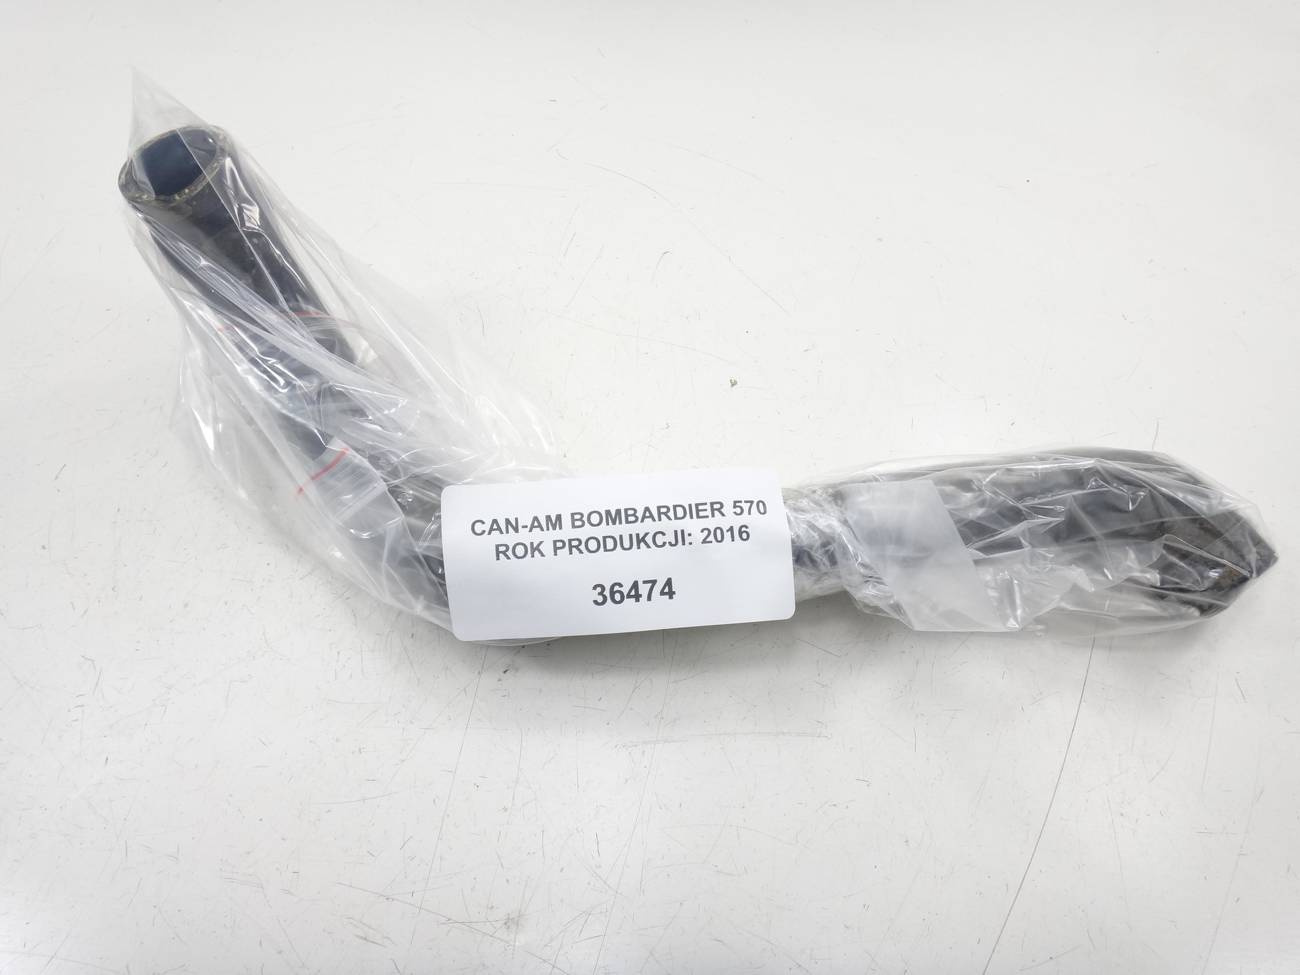 CAN-AM BOMBARDIER 570
ROK PRODUKCJI: 2016
36474